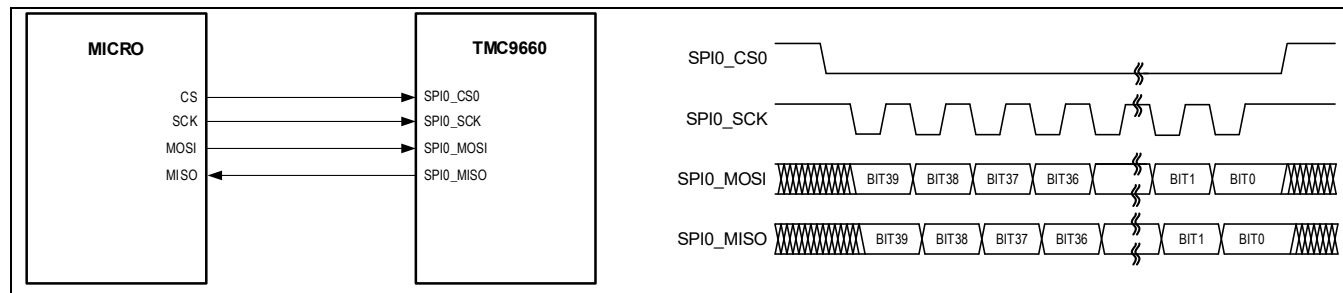 MICRO
TMC9660
CS
SPI0_CS0
SCK
SPI0_SCK
MOSI
SPI0_MOSI
MISO
SPI0_MISO
SPI0_CS0
SPI0_SCK
SPI0_MOSI
BIT39 BIT38 BIT37 BIT36 BIT1 BIT0
SPI0_MISO
BIT39 BIT38 BIT37 BIT36 BIT1 BIT0